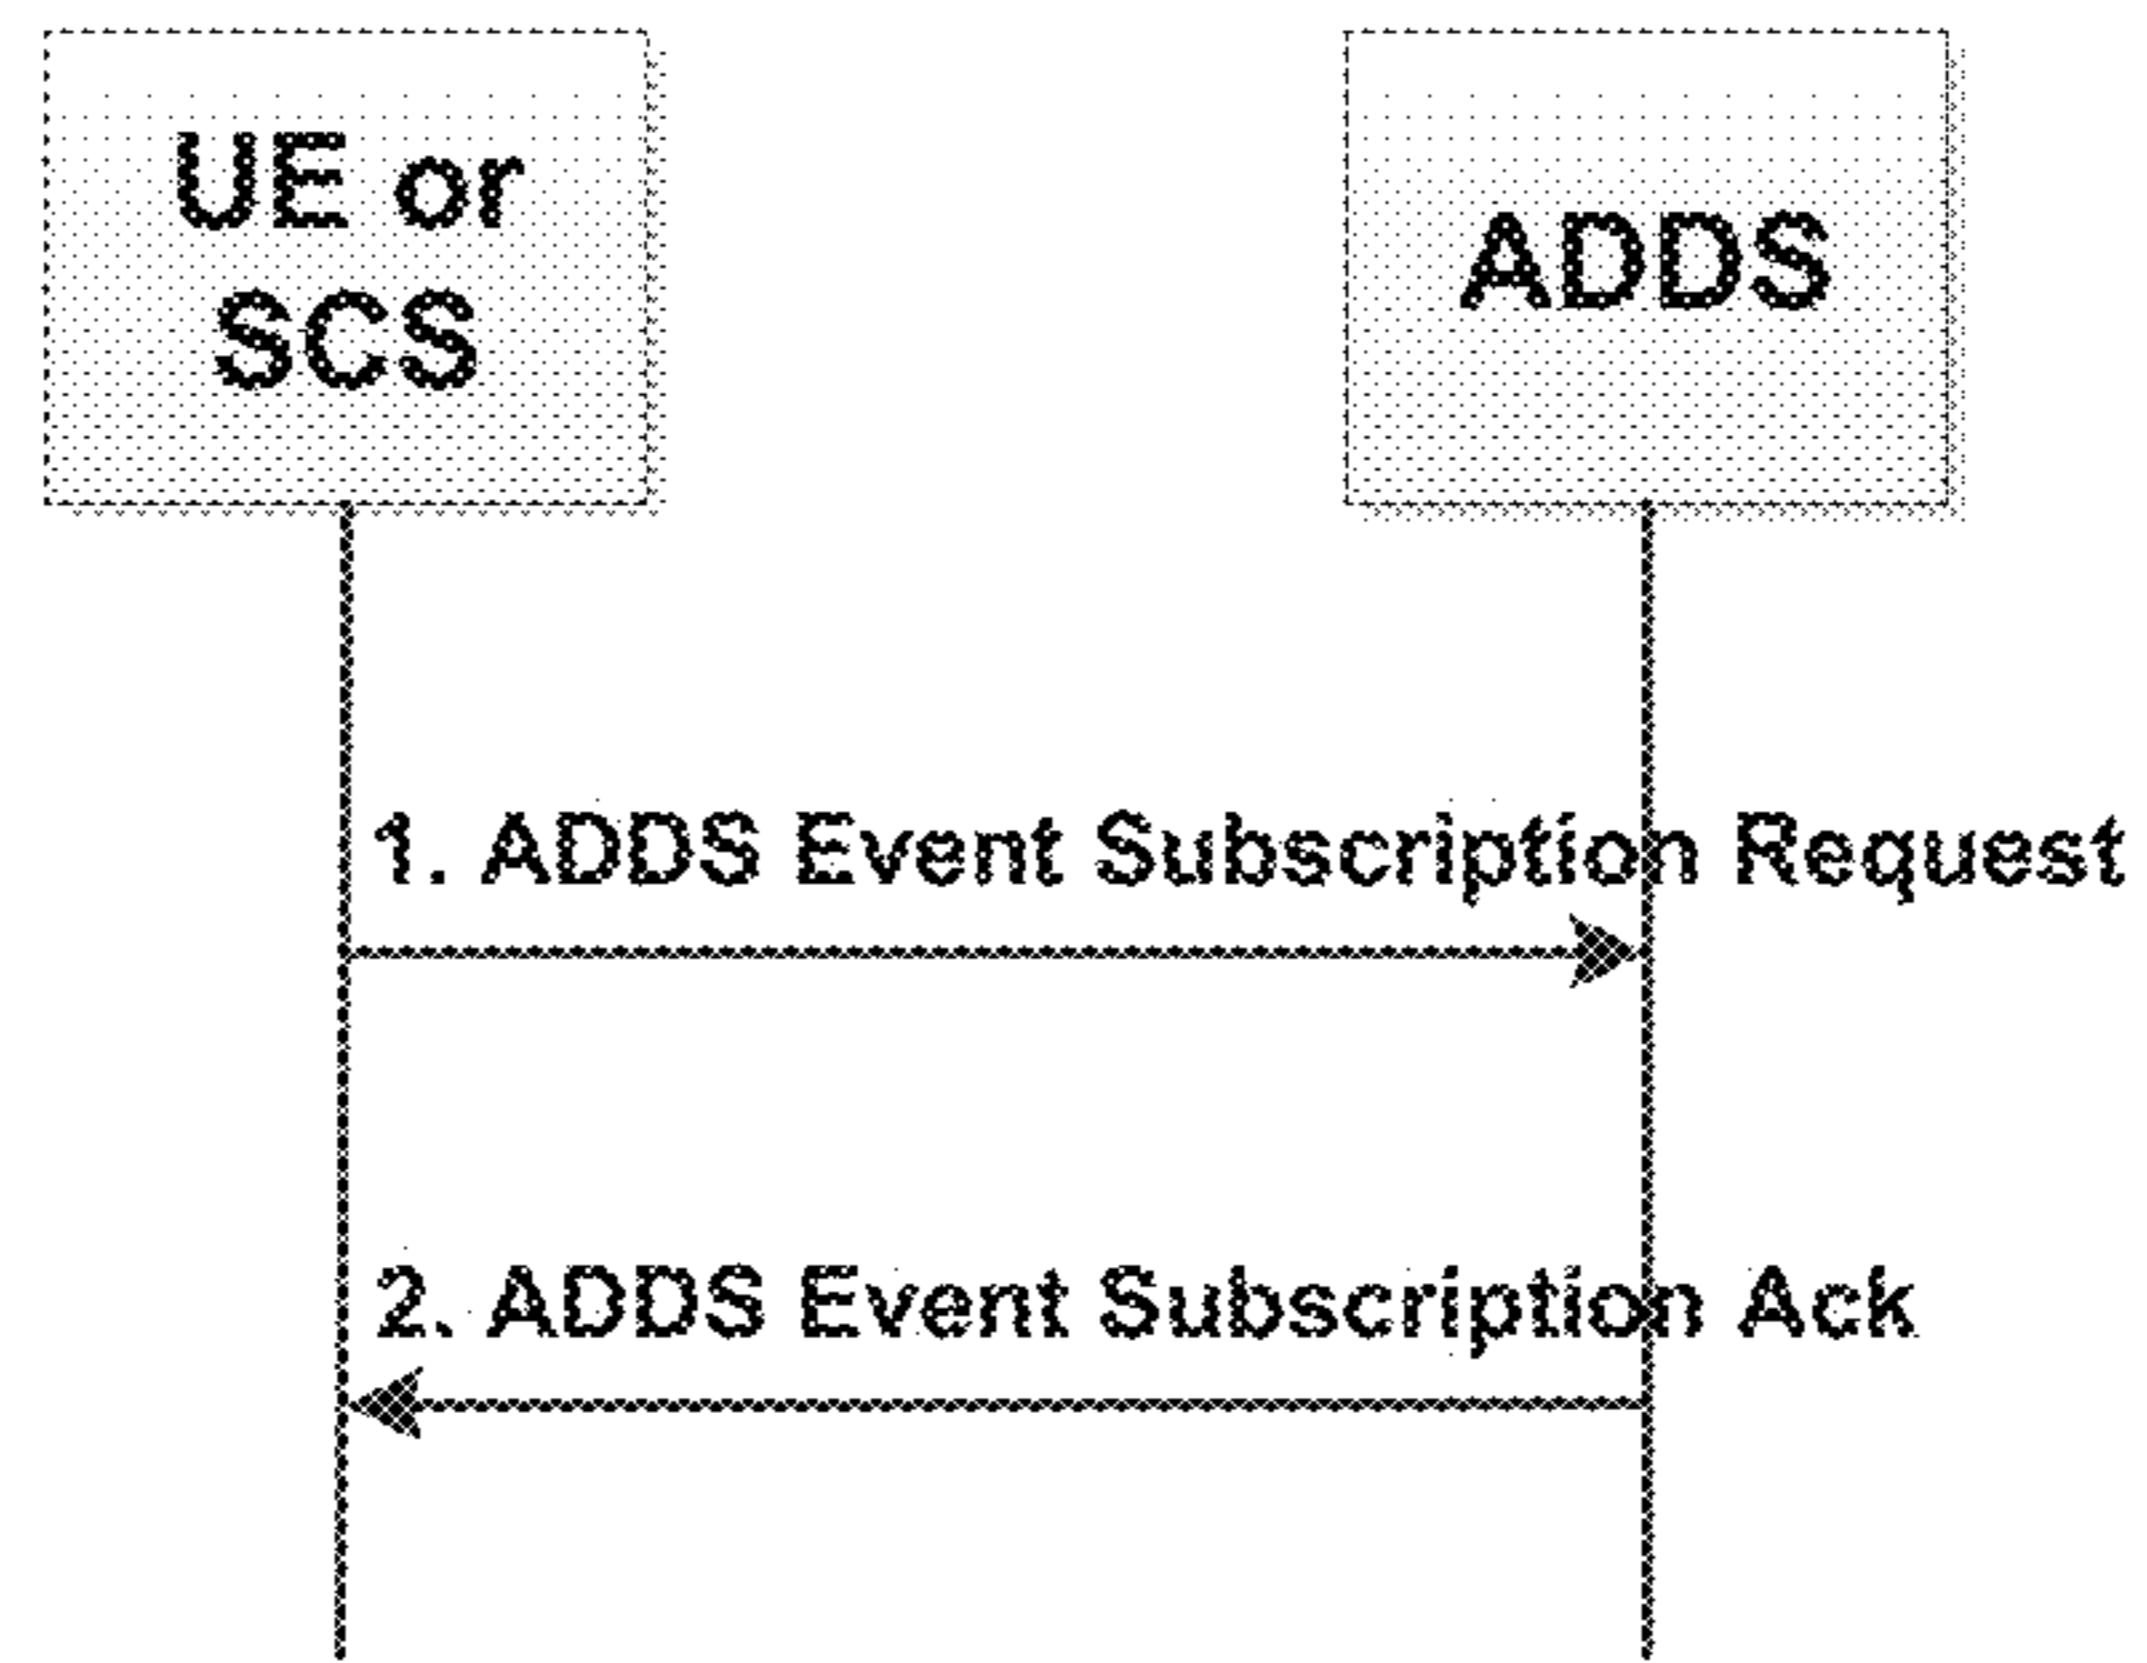 UE or
SCS
ADDS
1. ADDS Event Subscription Request
2. ADDS Event Subscription Ack